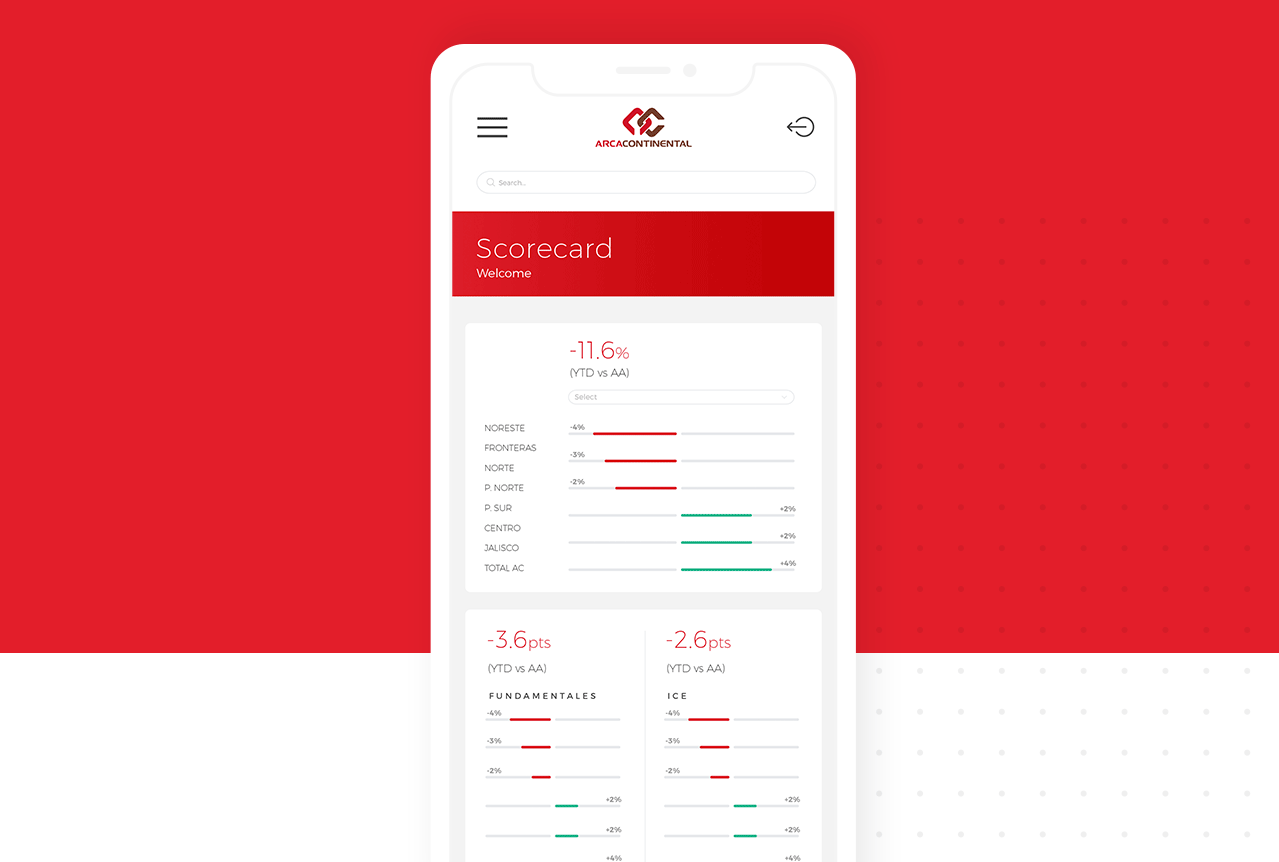 ARCACONTINENTAL
Search...
Scorecard
Welcome
-11.6%
(YTD vs AA)
Select
NORESTE
FRONTERAS
NORTE
P. NORTE
P. SUR
CENTRO
JALISCO
TOTAL AC
-4%
-3%
-2%
+2%
+2%
+4%
-3.6pts
(YTD vs AA)
FUNDAMENTALES
-4%
-3%
-2%
+2%
+2%
+4%
-2.6pts
(YTD vs AA)
ICE
-4%
-3%
-2%
+2%
+2%
+4%